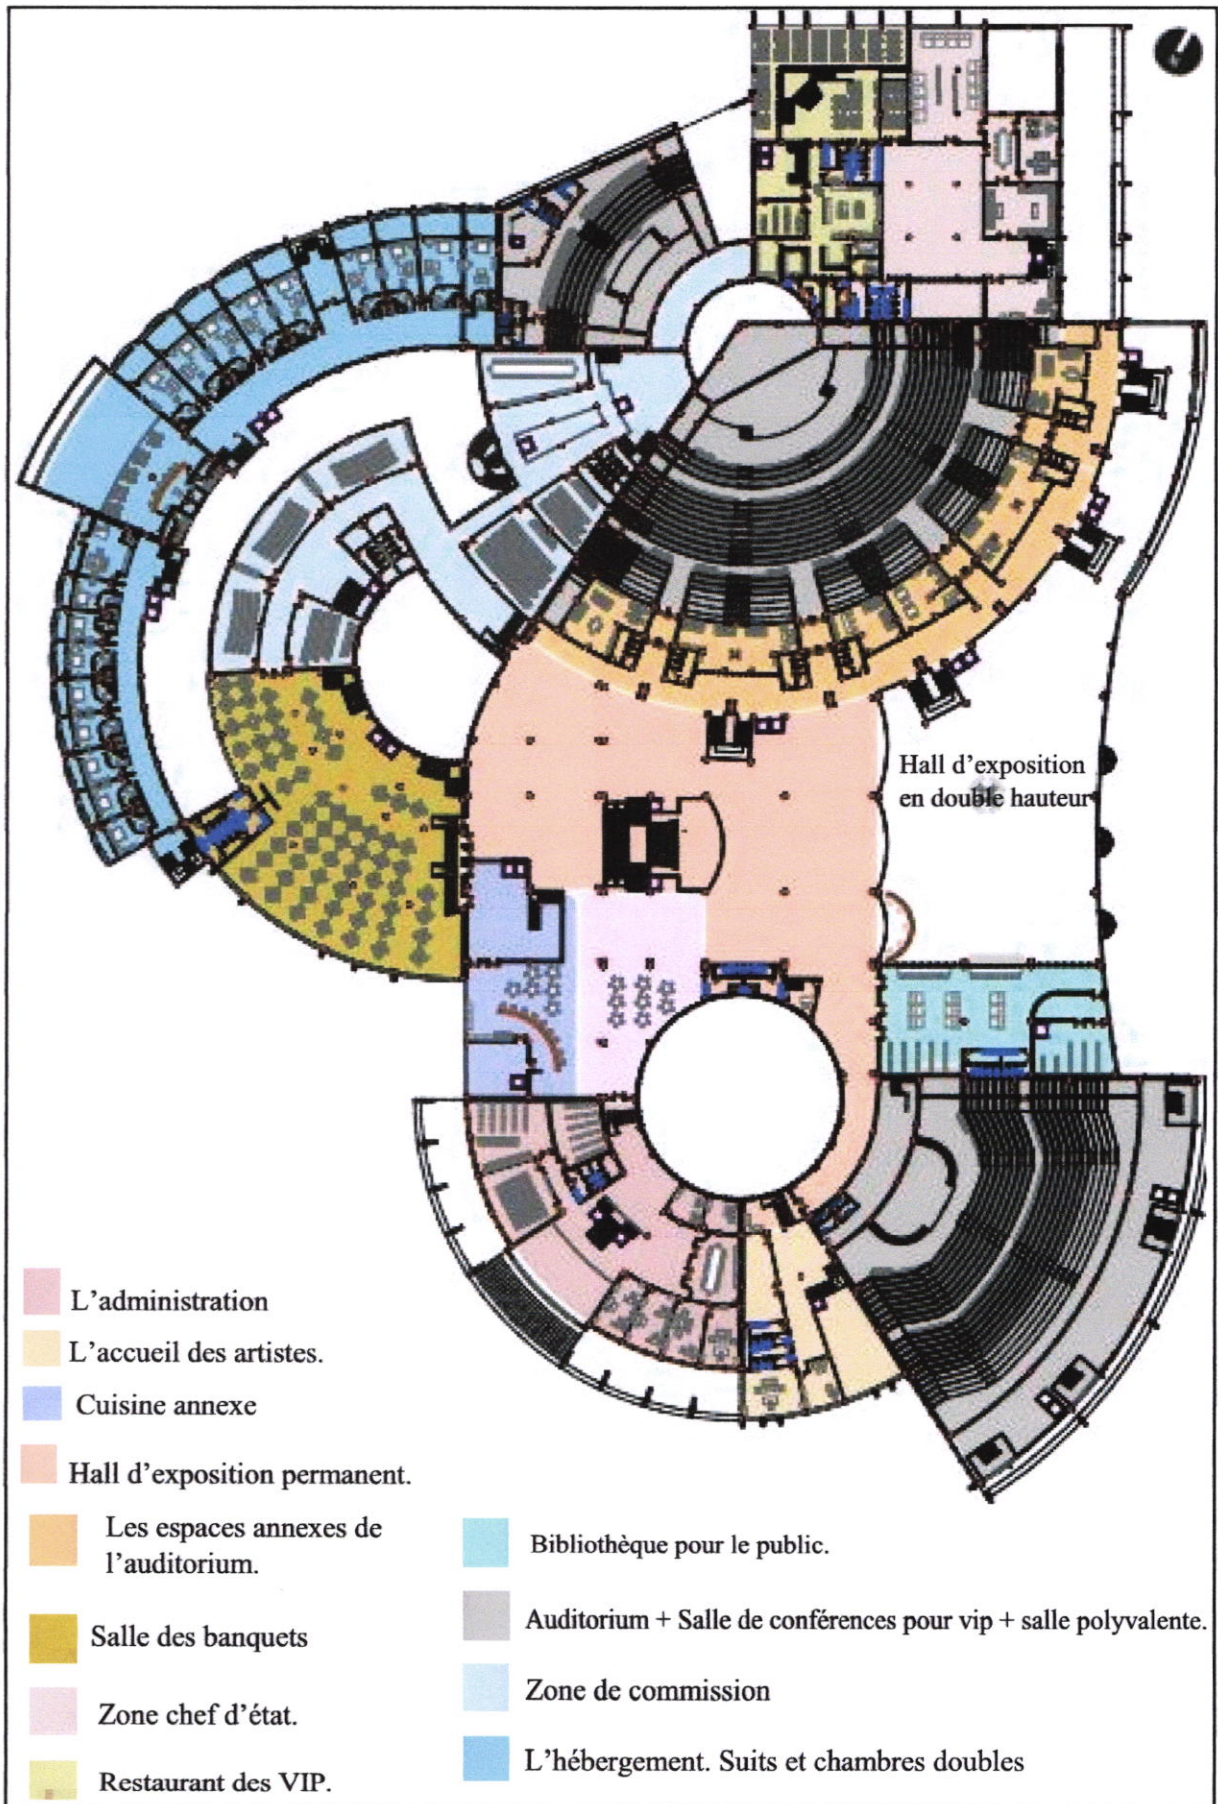 Hall d’exposition
en double hauteur
L’administration
L’accueil des artistes.
Cuisine annexe
Hall d’exposition permanent.
Les espaces annexes de
l’auditorium.
Salle des banquets
Zone chef d’état.
Restaurant des VIP.
Bibliothèque pour le public.
Auditorium + Salle de conférences pour vip + salle polyvalente.
Zone de commission
L’hébergement. Suits et chambres doubles